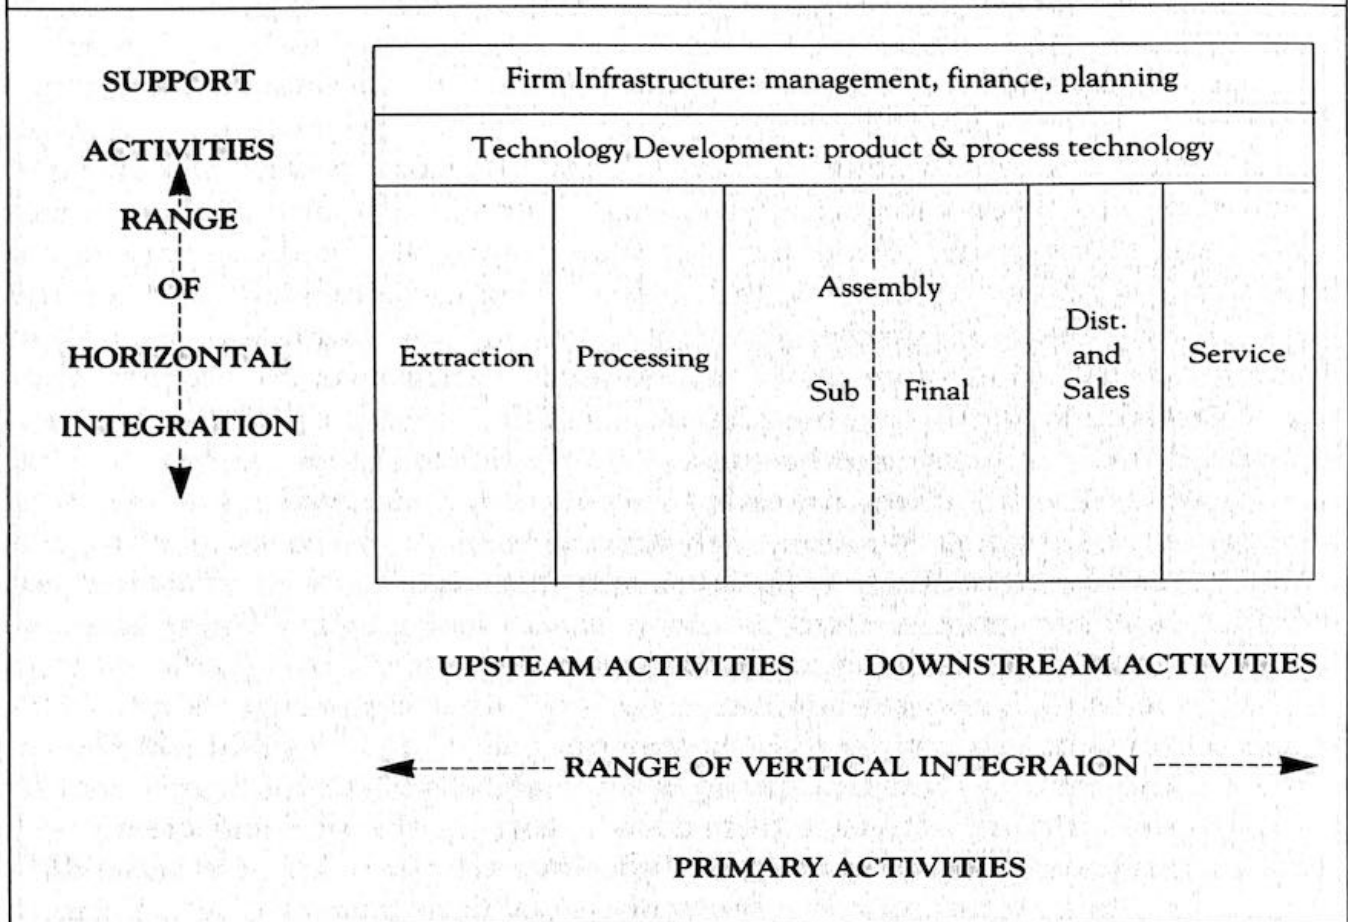 SUPPORT
ACTIVITIES
RANGE
OF
HORIZONTAL
INTEGRATION
Firm Infrastructure: management, finance, planning
Technology Development: product & process technology
Extraction
Processing
Assembly
Sub
Final
Dist.
and
Sales
Service
UPSTEAM ACTIVITIES
DOWNSTREAM ACTIVIFIES
RANGE OF VERTICAL INTEGRAION
PRIMARY ACTIVITIES